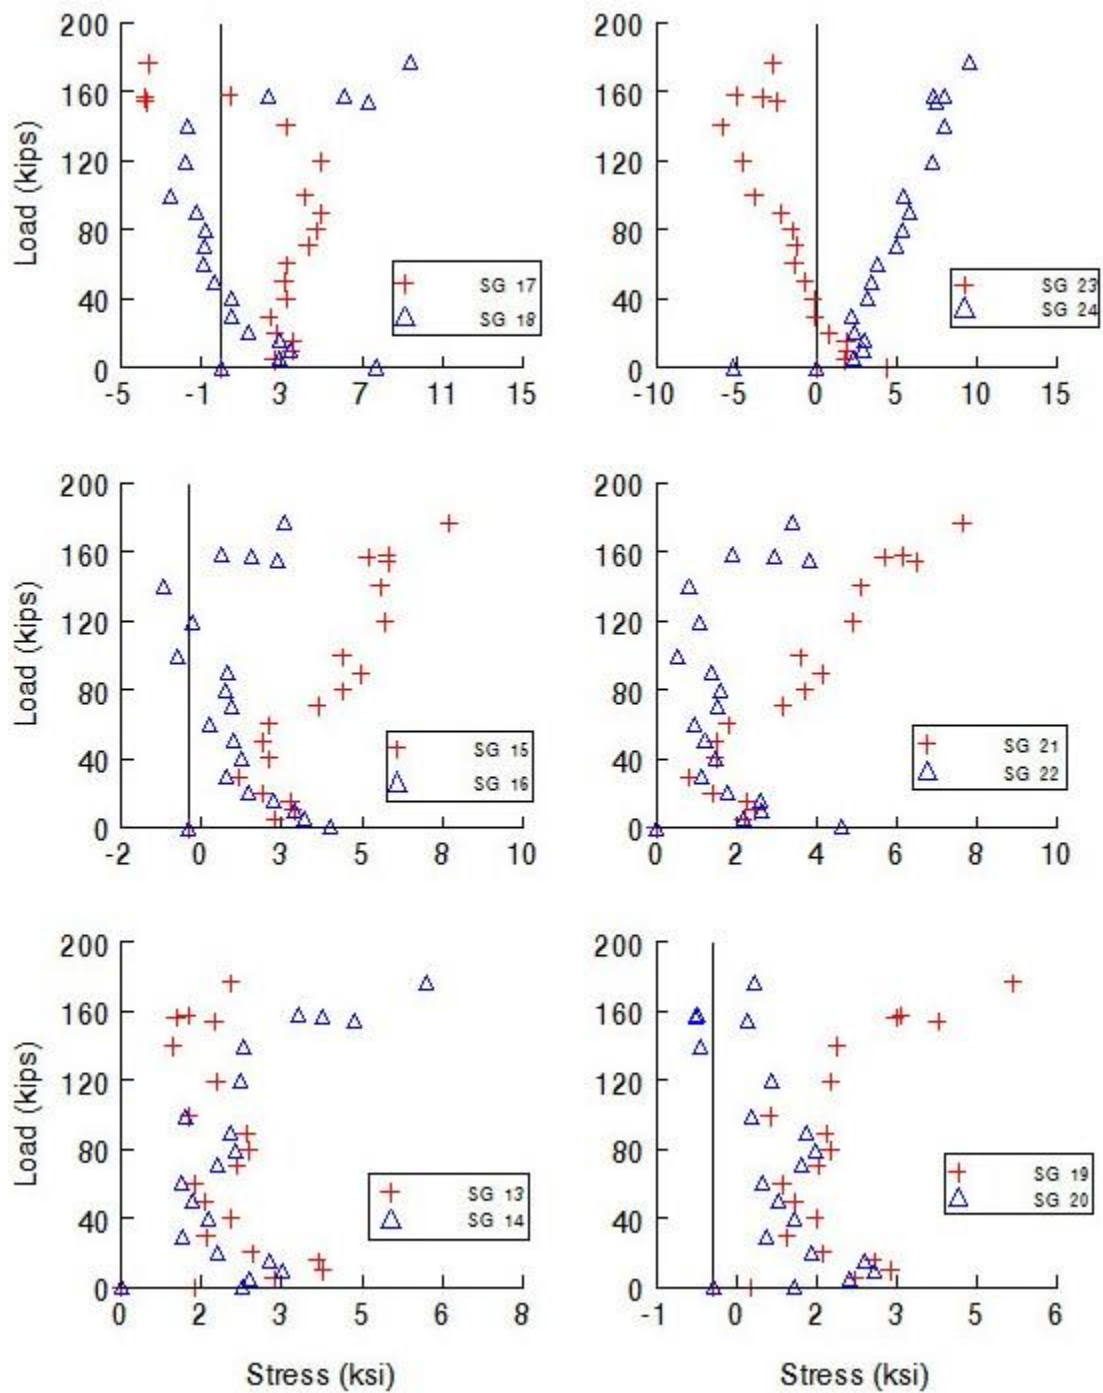 200
160
120
80
40
0
Load (kips)
-5 -1 3 7 11 15
SG 17
SG 18
200
160
120
80
40
0
-10 -5 0 5 10 15
SG 23
SG 24
200
160
120
80
40
0
Load (kips)
-2 0 3 5 8 10
SG 15
SG 16
200
160
120
80
40
0
0 2 4 6 8 10
SG 21
SG 22
200
160
120
80
40
0
Load (kips)
0 2 3 5 6 8
Stress (ksi)
SG 13
SG 14
200
160
120
80
40
0
-1 0 2 3 5 6
Stress (ksi)
SG 19
SG 20